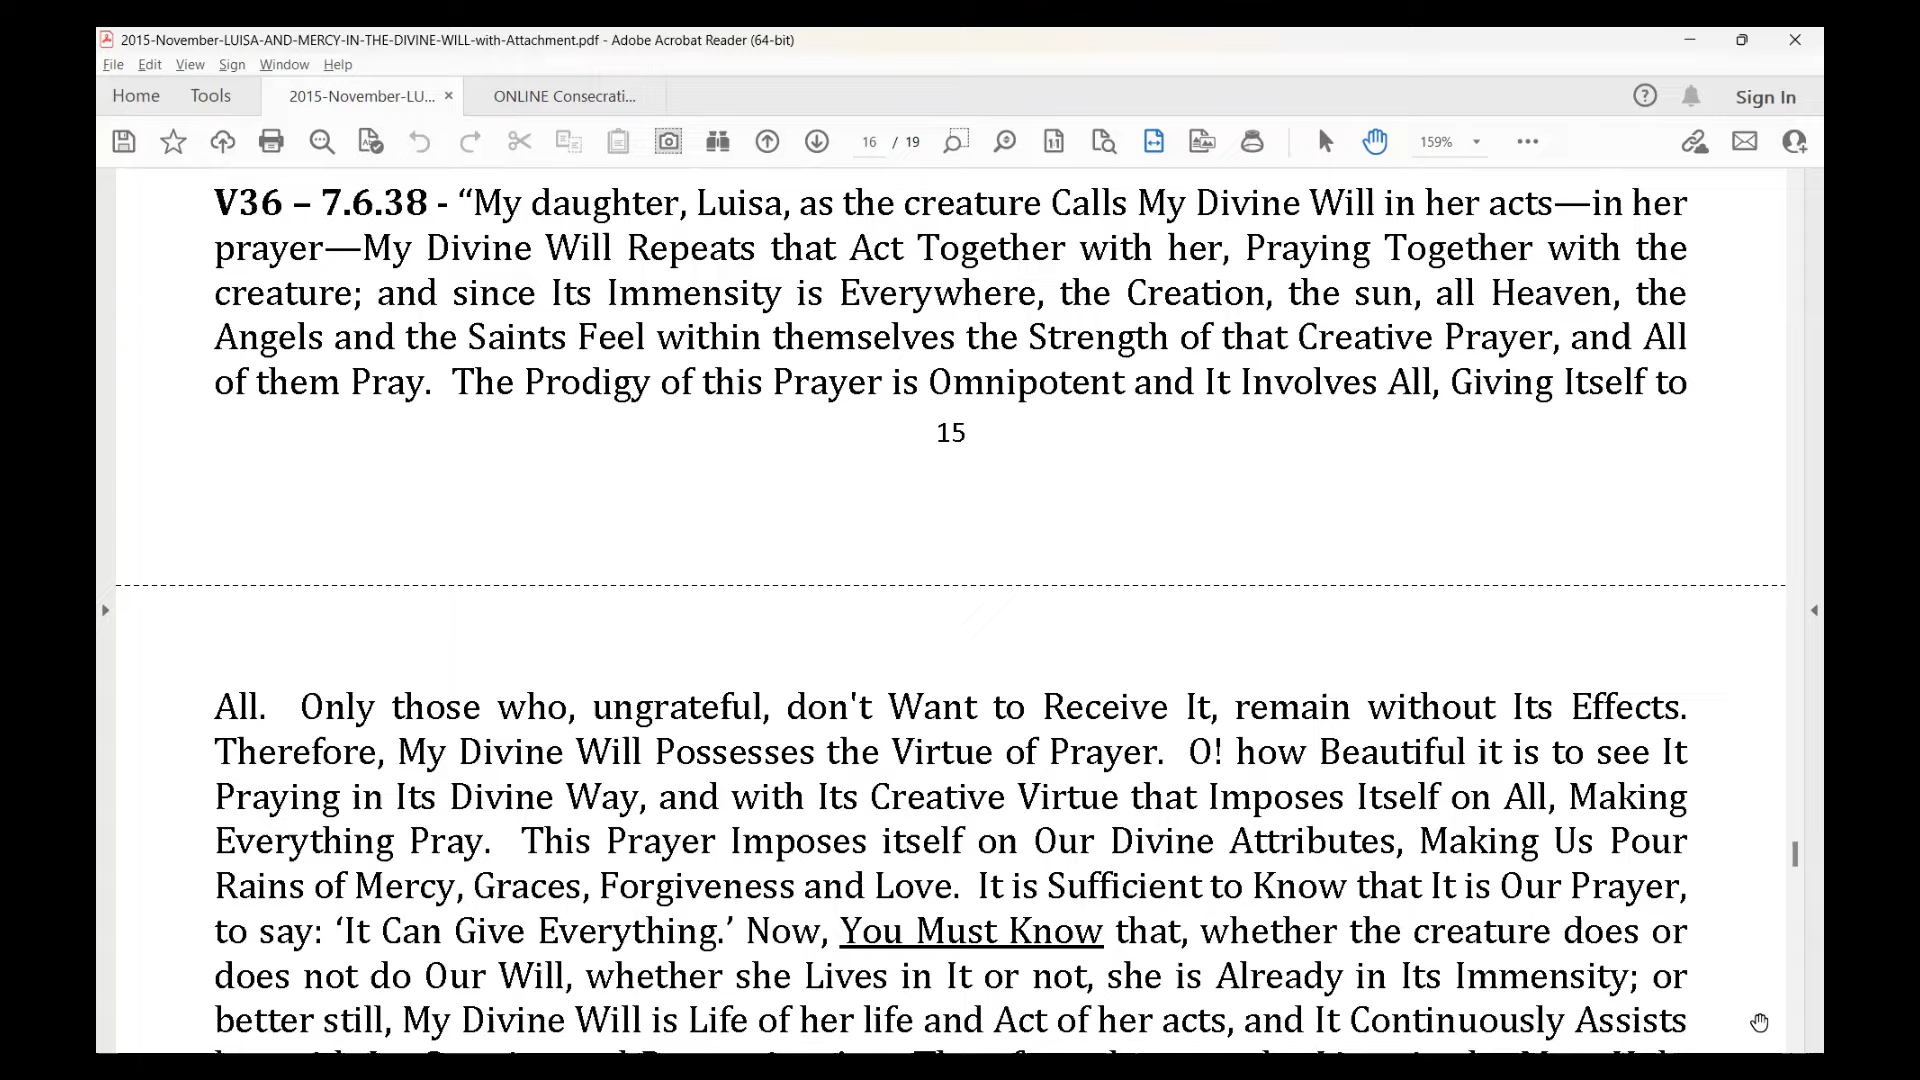 2015-November-LUISA-AND-MERCY-IN-THE-DIVINE-WILL-with-Attachment.pdf - Adobe Acrobat Reader (64-bit)
File Edit View Sign Window Help
Home Tools 2015-November-LU... × ONLINE Consecrati... Sign In
16 / 19 159%
V36 – 7.6.38 - “My daughter, Luisa, as the creature Calls My Divine Will in her acts—in her
prayer—My Divine Will Repeats that Act Together with her, Praying Together with the
creature; and since Its Immensity is Everywhere, the Creation, the sun, all Heaven, the
Angels and the Saints Feel within themselves the Strength of that Creative Prayer, and All
of them Pray. The Prodigy of this Prayer is Omnipotent and It Involves All, Giving Itself to
15
All. Only those who, ungrateful, don't Want to Receive It, remain without Its Effects.
Therefore, My Divine Will Possesses the Virtue of Prayer. O! how Beautiful it is to see It
Praying in Its Divine Way, and with Its Creative Virtue that Imposes Itself on All, Making
Everything Pray. This Prayer Imposes itself on Our Divine Attributes, Making Us Pour
Rains of Mercy, Graces, Forgiveness and Love. It is Sufficient to Know that It is Our Prayer,
to say: ‘It Can Give Everything.’ Now, You Must Know that, whether the creature does or
does not do Our Will, whether she Lives in It or not, she is Already in Its Immensity; or
better still, My Divine Will is Life of her life and Act of her acts, and It Continuously Assists